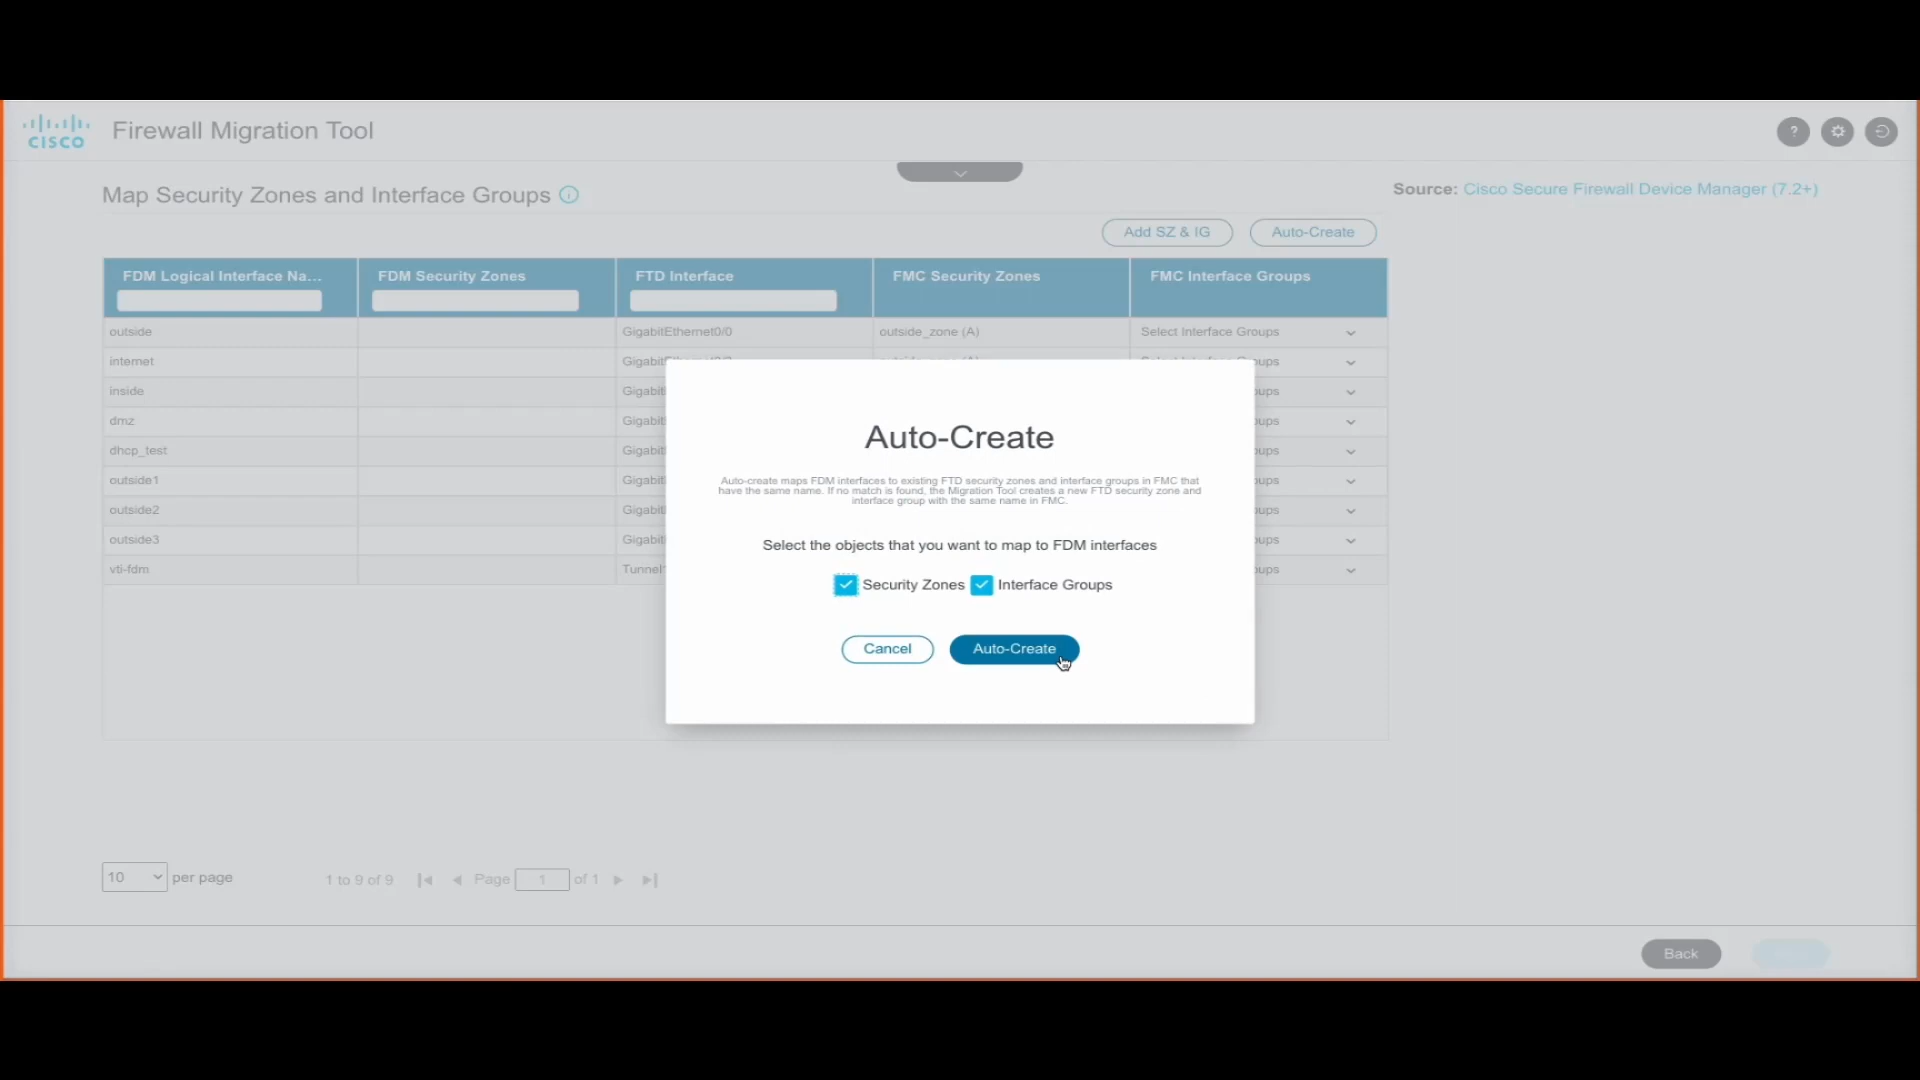 CISCO
Firewall Migration Tool
?
Map Security Zones and Interface Groups
Source: Cisco Secure Firewall Device Manager (7.2+)
Add SZ & IG
Auto-Create
FDM Logical Interface Na...
FDM Security Zones
FTD Interface
FMC Security Zones
FMC Interface Groups
outside GigabitEthernet0/0 outside_zone (A) Select Interface Groups
internet
inside
dmz
dhcp_test
outside1
outside2
outside3
vti-fdm
Auto-Create
Auto-create maps FDM interfaces to existing FTD security zones and interface groups in FMC that
have the same name. If no match is found, the Migration Tool creates a new FTD security zone and
interface group with the same name in FMC.
Select the objects that you want to map to FDM interfaces
Security Zones Interface Groups
Cancel Auto-Create
10 per page 1 to 9 of 9 Page 1 of 1
Back